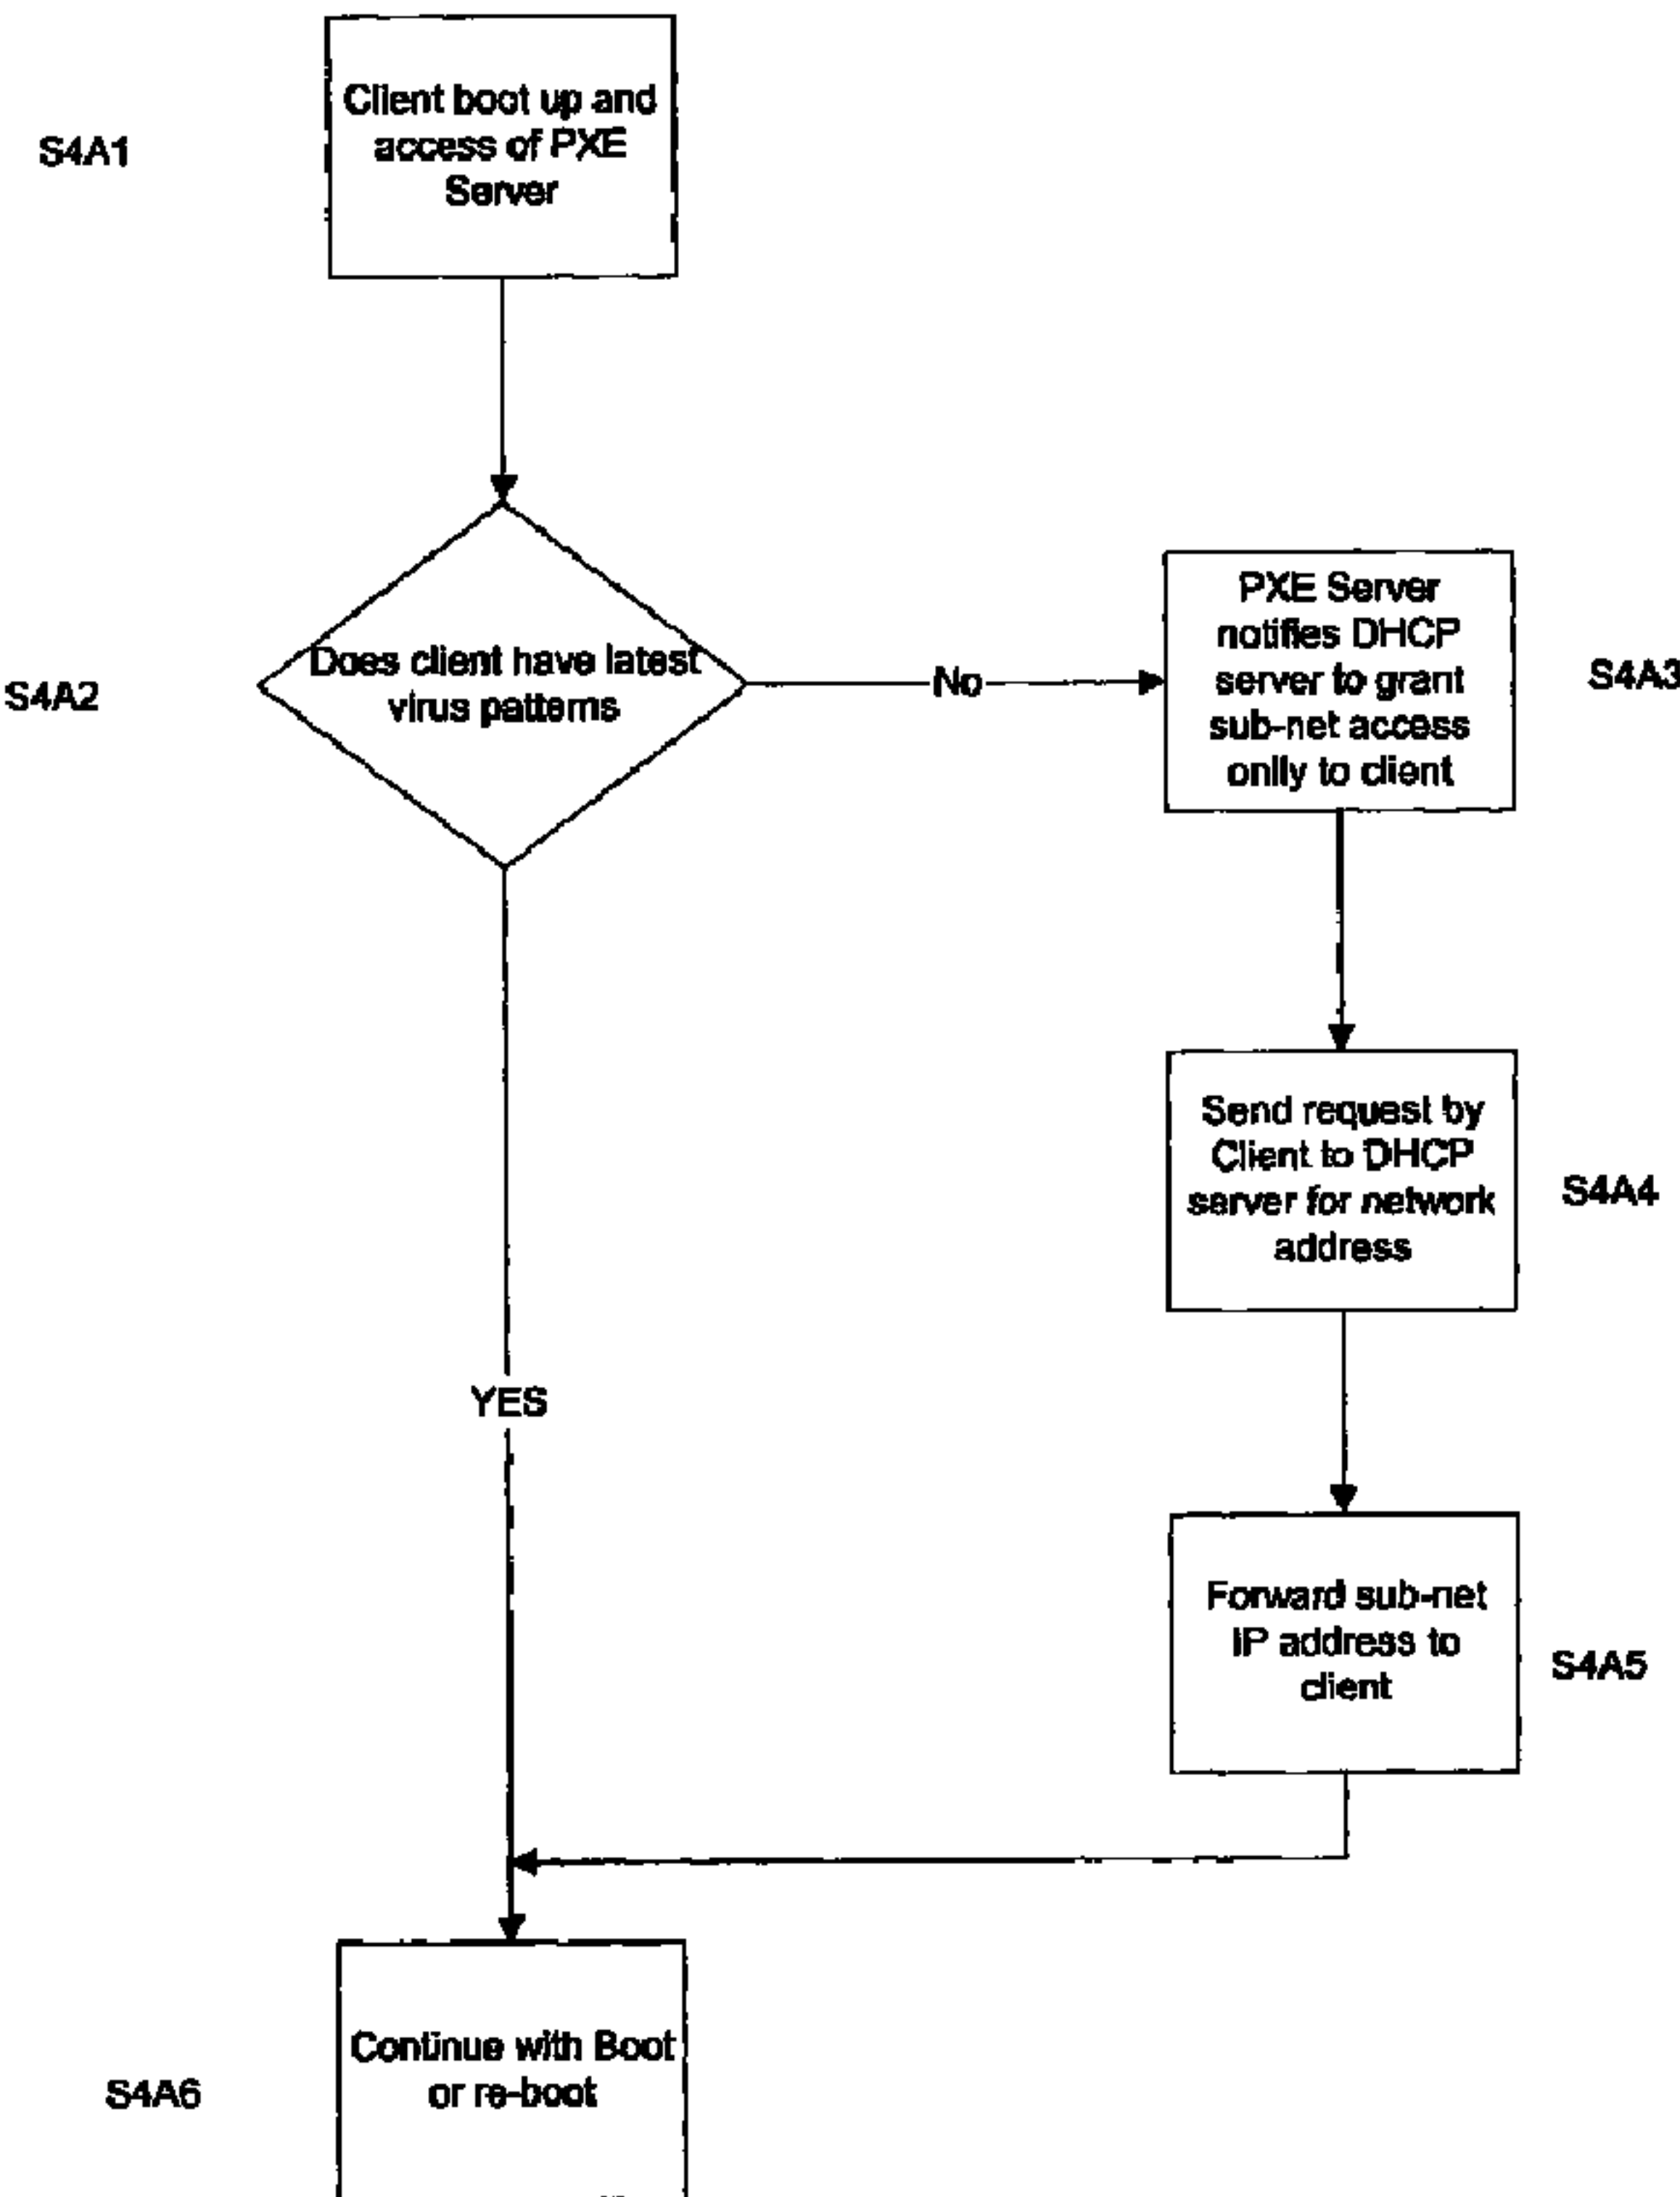 Client boot up and
access of PXE
Server
S4A1
Does client have latest
virus patterns
S4A2
No
PXE Server
notifies DHCP
server to grant
sub-net access
onlly to client
S4A3
Send request by
Client to DHCP
server for network
address
S4A4
YES
Forward sub-net
IP address to
client
S4A5
Continue with Boot
or re-boot
S4A6